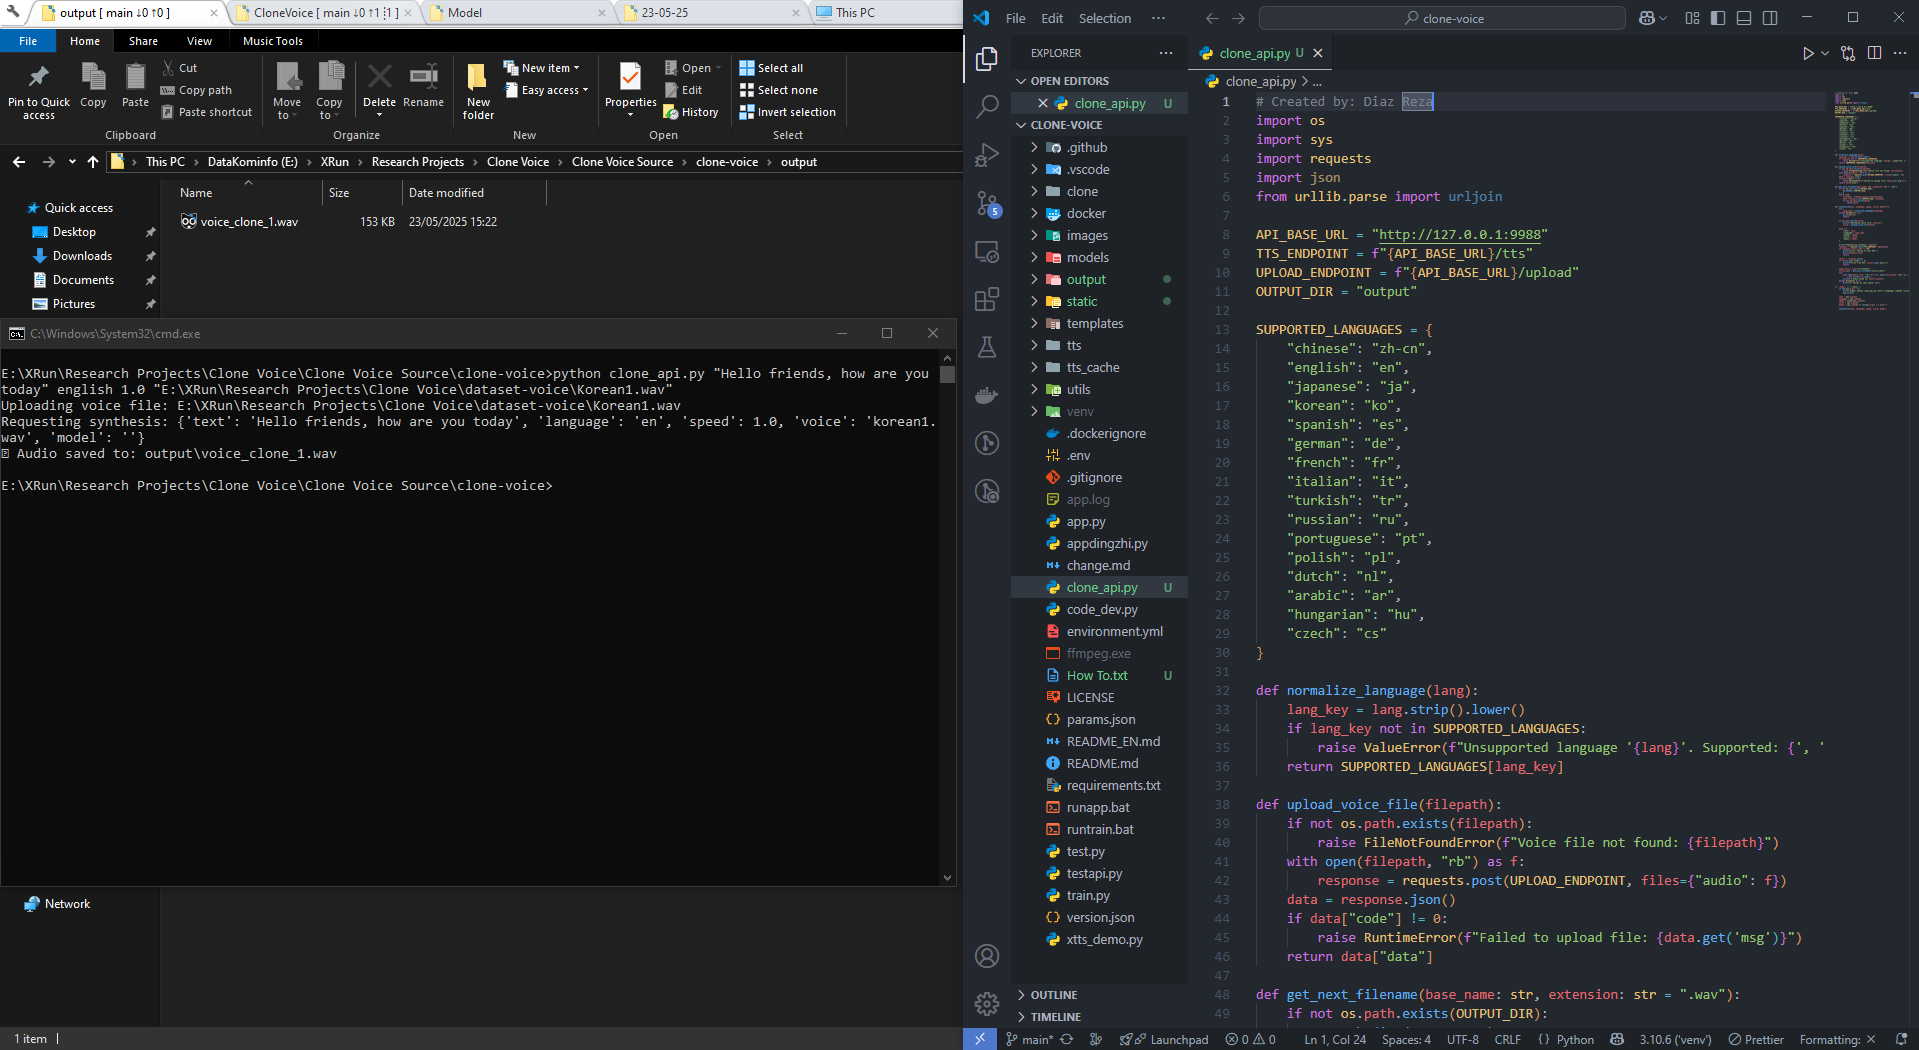 output [ main ↓0 ↑0 ]
CloneVoice [ main ↓0 ↑1 ┋1 ]
Model
23-05-25
This PC
File Home Share View Music Tools
Pin to Quick access
Copy
Paste
Cut
Copy path
Paste shortcut
Clipboard
Move to
Copy to
Delete
Rename
Organize
New folder
New item
Easy access
New
Properties
Open
Edit
History
Open
Select all
Select none
Invert selection
Select
This PC > DataKominfo (E:) > XRun > Research Projects > Clone Voice > Clone Voice Source > clone-voice > output
Name Size Date modified
voice_clone_1.wav 153 KB 23/05/2025 15:22
Quick access
Desktop
Downloads
Documents
Pictures
C:\Windows\System32\cmd.exe
E:\XRun\Research Projects\Clone Voice\Clone Voice Source\clone-voice>python clone_api.py "Hello friends, how are you
today" english 1.0 "E:\XRun\Research Projects\Clone Voice\dataset-voice\Korean1.wav"
Uploading voice file: E:\XRun\Research Projects\Clone Voice\dataset-voice\Korean1.wav
Requesting synthesis: {'text': 'Hello friends, how are you today', 'language': 'en', 'speed': 1.0, 'voice': 'korean1.
wav', 'model': ''}
Audio saved to: output\voice_clone_1.wav
E:\XRun\Research Projects\Clone Voice\Clone Voice Source\clone-voice>
Network
1 item
File Edit Selection ···
clone-voice
EXPLORER
OPEN EDITORS
clone_api.py U
CLONE-VOICE
.github
.vscode
clone
docker
images
models
output
static
templates
tts
tts_cache
utils
venv
.dockerignore
.env
.gitignore
app.log
app.py
appdingzhi.py
change.md
clone_api.py U
code_dev.py
environment.yml
ffmpeg.exe
How To.txt U
LICENSE
params.json
README_EN.md
README.md
requirements.txt
runapp.bat
runtrain.bat
test.py
testapi.py
train.py
version.json
xtts_demo.py
OUTLINE
TIMELINE
5
clone_api.py U
clone_api.py > ...
1 # Created by: Diaz Reza
2 import os
3 import sys
4 import requests
5 import json
6 from urllib.parse import urljoin
7
8 API_BASE_URL = "http://127.0.0.1:9988"
9 TTS_ENDPOINT = f"{API_BASE_URL}/tts"
10 UPLOAD_ENDPOINT = f"{API_BASE_URL}/upload"
11 OUTPUT_DIR = "output"
12
13 SUPPORTED_LANGUAGES = {
14 "chinese": "zh-cn",
15 "english": "en",
16 "japanese": "ja",
17 "korean": "ko",
18 "spanish": "es",
19 "german": "de",
20 "french": "fr",
21 "italian": "it",
22 "turkish": "tr",
23 "russian": "ru",
24 "portuguese": "pt",
25 "polish": "pl",
26 "dutch": "nl",
27 "arabic": "ar",
28 "hungarian": "hu",
29 "czech": "cs"
30 }
31
32 def normalize_language(lang):
33 lang_key = lang.strip().lower()
34 if lang_key not in SUPPORTED_LANGUAGES:
35 raise ValueError(f"Unsupported language '{lang}'. Supported: {', '
36 return SUPPORTED_LANGUAGES[lang_key]
37
38 def upload_voice_file(filepath):
39 if not os.path.exists(filepath):
40 raise FileNotFoundError(f"Voice file not found: {filepath}")
41 with open(filepath, "rb") as f:
42 response = requests.post(UPLOAD_ENDPOINT, files={"audio": f})
43 data = response.json()
44 if data["code"] != 0:
45 raise RuntimeError(f"Failed to upload file: {data.get('msg')}")
46 return data["data"]
47
48 def get_next_filename(base_name: str, extension: str = ".wav"):
49 if not os.path.exists(OUTPUT_DIR):
main* Launchpad 0 0 Ln 1, Col 24 Spaces: 4 UTF-8 CRLF {} Python 3.10.6 ('venv') Prettier Formatting: ×